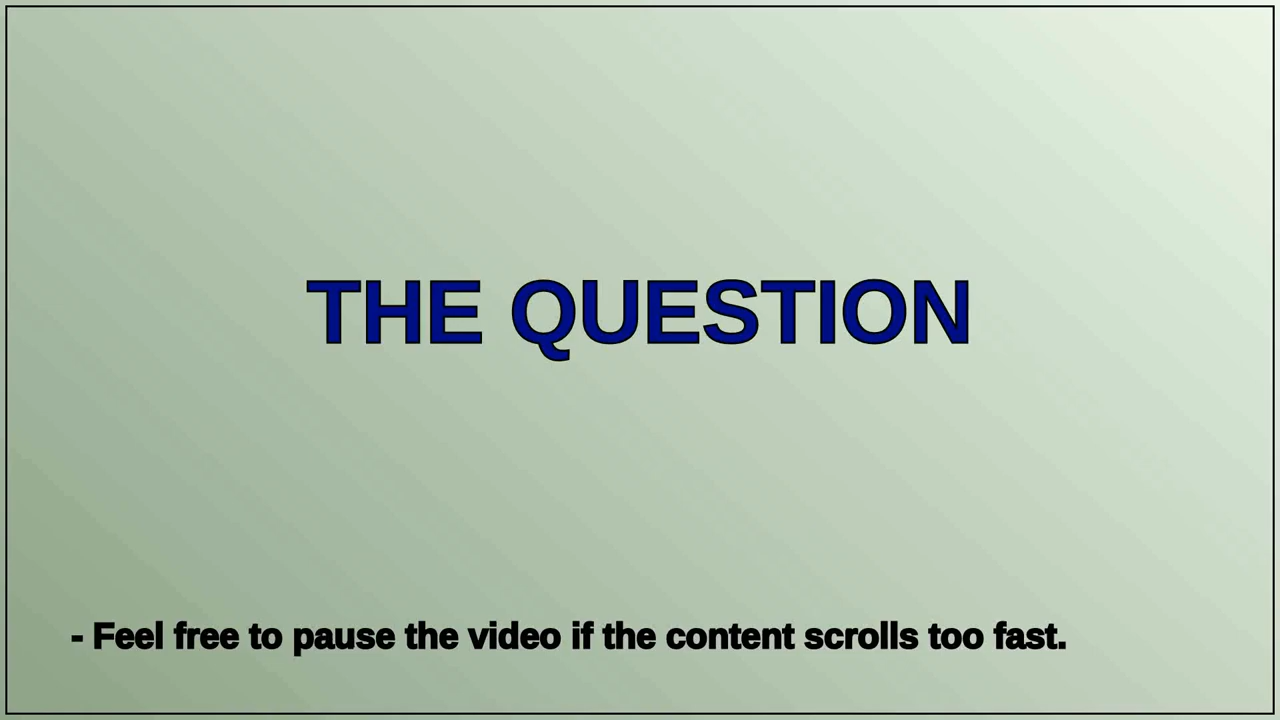 THE QUESTION
- Feel free to pause the video if the content scrolls too fast.